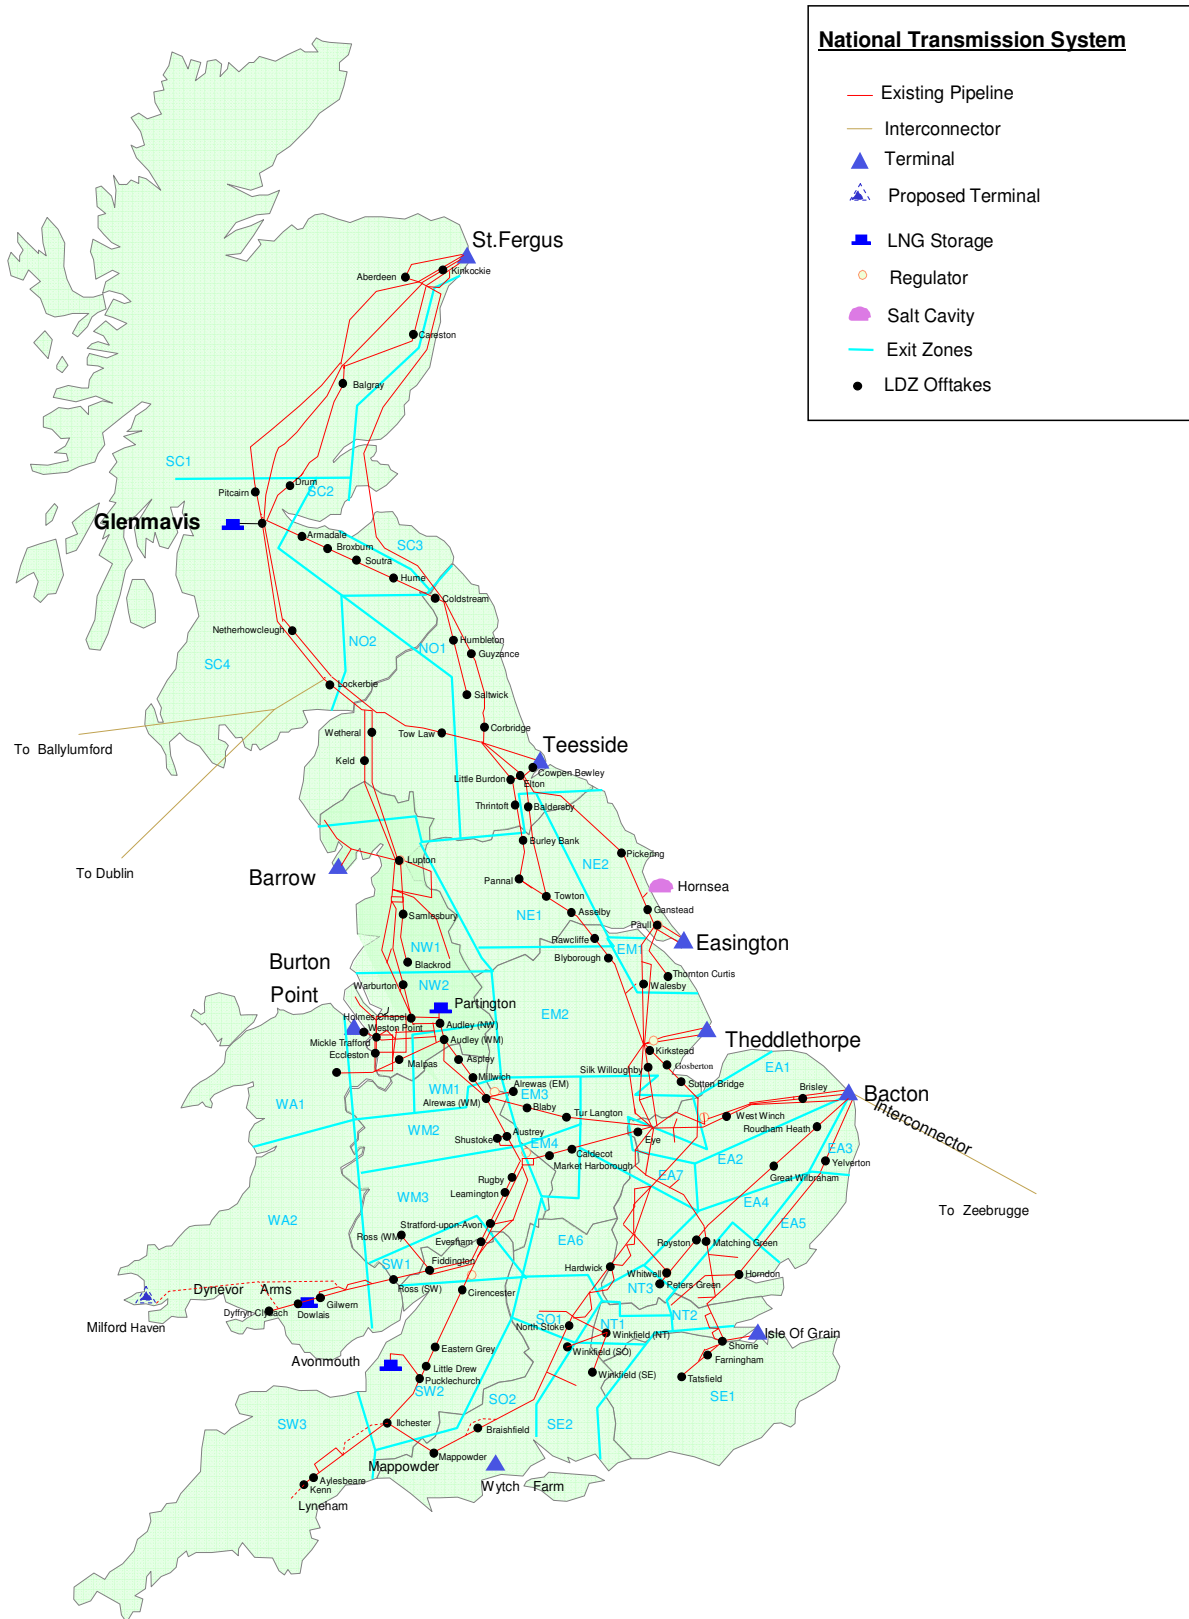 National Transmission System
Existing Pipeline
Interconnector
Terminal
Proposed Terminal
LNG Storage
Regulator
Salt Cavity
Exit Zones
LDZ Offtakes
St.Fergus
Kinkockie
Aberdeen
Careston
Balgray
SC1
Drum
SC2
Pitcairn
Glenmavis
Armadale
Broxburn
SC3
Soutra
Hume
Coldstream
Netherhowcleugh
Humbleton
NO2
NO1
Guyzance
SC4
Lockerbie
Saltwick
Corbridge
Wetheral
Tow Law
To Ballylumford
Teesside
Keld
Cowpen Bewley
Little Burdon
Elton
Thrintoft
Baldersby
Burley Bank
Pickering
To Dublin
Lupton
NE2
Barrow
Pannal
Hornsea
Towton
Samlesbury
NE1
Asselby
Ganstead
Paull
Rawcliffe
Easington
NW1
EM1
Burton
Point
Blackrod
Blyborough
Thornton Curtis
Warburton
NW2
Walesby
Partington
Holmes Chapel
EM2
Audley (NW)
Weston Point
Mickle Trafford
Audley (WM)
Theddlethorpe
Eccleston
Kirkstead
Malpas
Aspley
Silk Willoughby
Gosberton
EA1
Millwich
Sutton Bridge
WM1
Alrewas (EM)
EM3
Brisley
Bacton
WA1
Alrewas (WM)
Blaby
Interconnector
Tur Langton
West Winch
WM2
Roudham Heath
Shustoke
Austrey
Eye
EM4
Caldecot
EA3
Market Harborough
EA2
Yelverton
Rugby
EA7
Great Wilbraham
Leamington
WM3
EA4
To Zeebrugge
WA2
Stratford-upon-Avon
EA5
Ross (WM)
Evesham
EA6
Royston
Matching Green
SW1
Fiddington
Hardwick
Whitwell
Horndon
Ross (SW)
Peters Green
NT3
Dynevor Arms
Cirencester
Gilwern
Dyffryn Clydach
Dowlais
NT2
Milford Haven
SO1
NT1
North Stoke
Winkfield (NT)
Isle Of Grain
Eastern Grey
Winkfield (SO)
Shorne
Avonmouth
Farningham
Little Drew
Winkfield (SE)
Tatsfield
Pucklechurch
SW2
SO2
SE1
SW3
Ilchester
Braishfield
SE2
Mappowder
Mappowder
Aylesbeare
Kenn
Wytch Farm
Lyneham